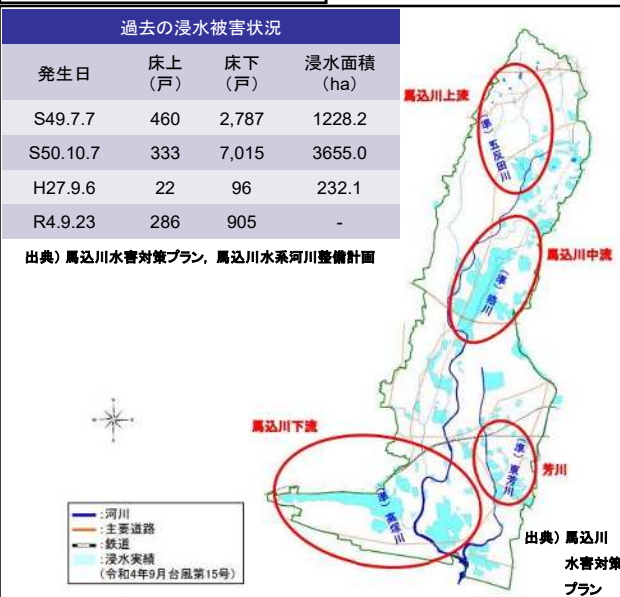 過去の浸水被害状況
発生日 床上(戸) 床下(戸) 浸水面積(ha)
S49.7.7 460 2,787 1228.2
S50.10.7 333 7,015 3655.0
H27.9.6 22 96 232.1
R4.9.23 286 905 -
出典）馬込川水害対策プラン，馬込川水系河川整備計画
馬込川上流
(準)五反田川
馬込川中流
(準)皓川
馬込川下流
(準)高塚川
芳川
(準)東芳川
:河川
:主要道路
:鉄道
:浸水実績
(令和4年9月台風第15号)
出典）馬込川
水害対策
プラン